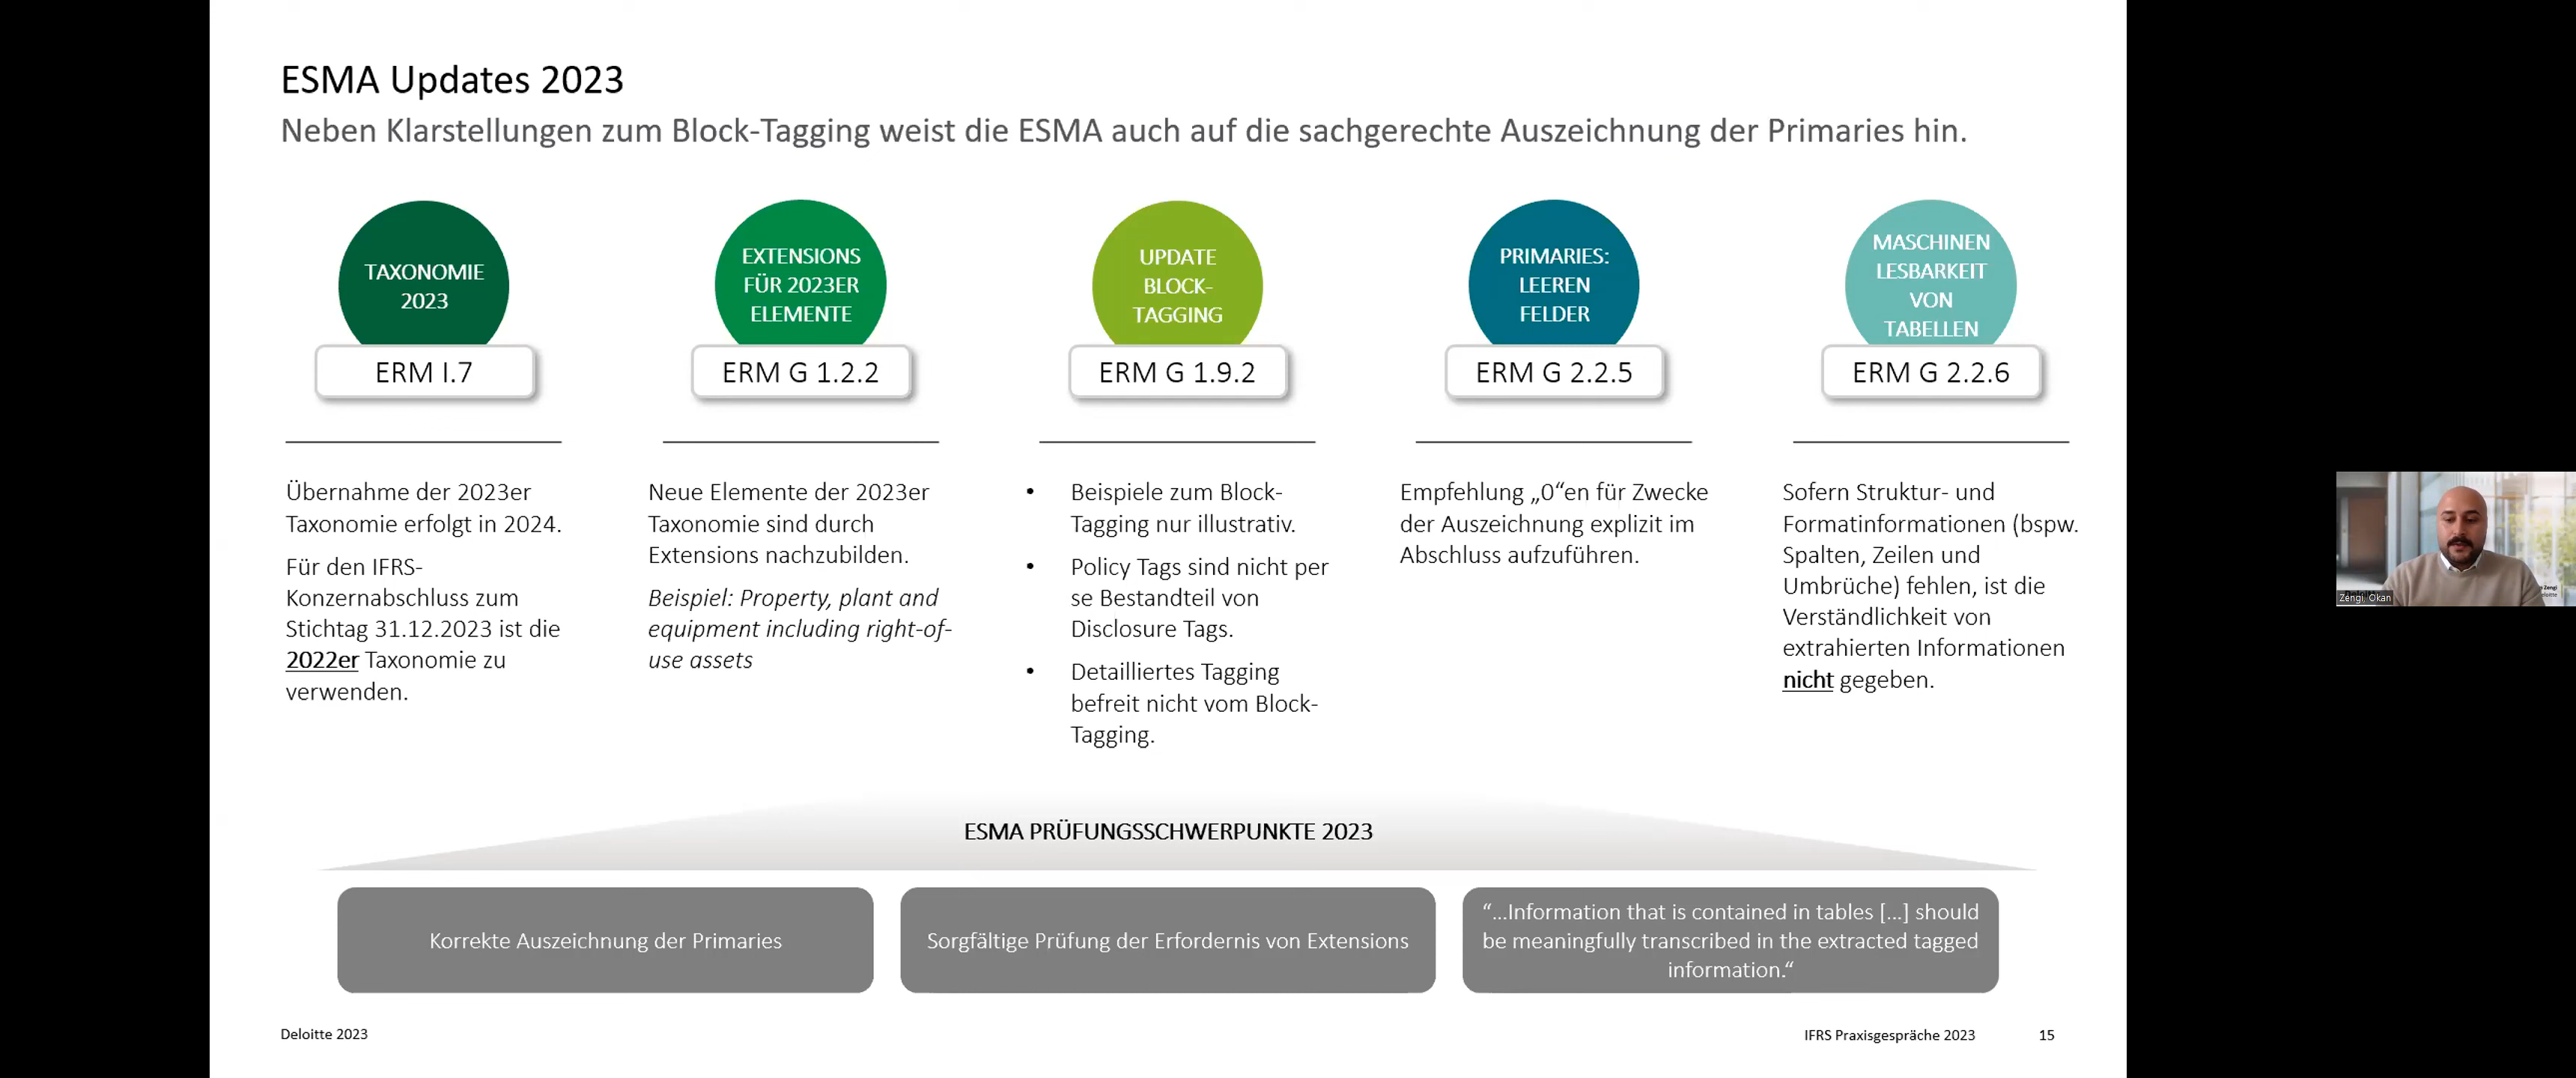 ESMA Updates 2023
Neben Klarstellungen zum Block-Tagging weist die ESMA auch auf die sachgerechte Auszeichnung der Primaries hin.
TAXONOMIE
2023
ERM I.7
Übernahme der 2023er
Taxonomie erfolgt in 2024.
Für den IFRS-
Konzernabschluss zum
Stichtag 31.12.2023 ist die
2022er Taxonomie zu
verwenden.
EXTENSIONS
FÜR 2023ER
ELEMENTE
ERM G 1.2.2
Neue Elemente der 2023er
Taxonomie sind durch
Extensions nachzubilden.
Beispiel: Property, plant and
equipment including right-of-
use assets
UPDATE
BLOCK-
TAGGING
ERM G 1.9.2
• Beispiele zum Block-
Tagging nur illustrativ.
• Policy Tags sind nicht per
se Bestandteil von
Disclosure Tags.
• Detailliertes Tagging
befreit nicht vom Block-
Tagging.
PRIMARIES:
LEEREN
FELDER
ERM G 2.2.5
Empfehlung „0“en für Zwecke
der Auszeichnung explizit im
Abschluss aufzuführen.
MASCHINEN
LESBARKEIT
VON
TABELLEN
ERM G 2.2.6
Sofern Struktur- und
Formatinformationen (bspw.
Spalten, Zeilen und
Umbrüche) fehlen, ist die
Verständlichkeit von
extrahierten Informationen
nicht gegeben.
ESMA PRÜFUNGSSCHWERPUNKTE 2023
Korrekte Auszeichnung der Primaries
Sorgfältige Prüfung der Erfordernis von Extensions
“…Information that is contained in tables […] should
be meaningfully transcribed in the extracted tagged
information.“
Deloitte 2023
IFRS Praxisgespräche 2023
15
Zengi, Okan